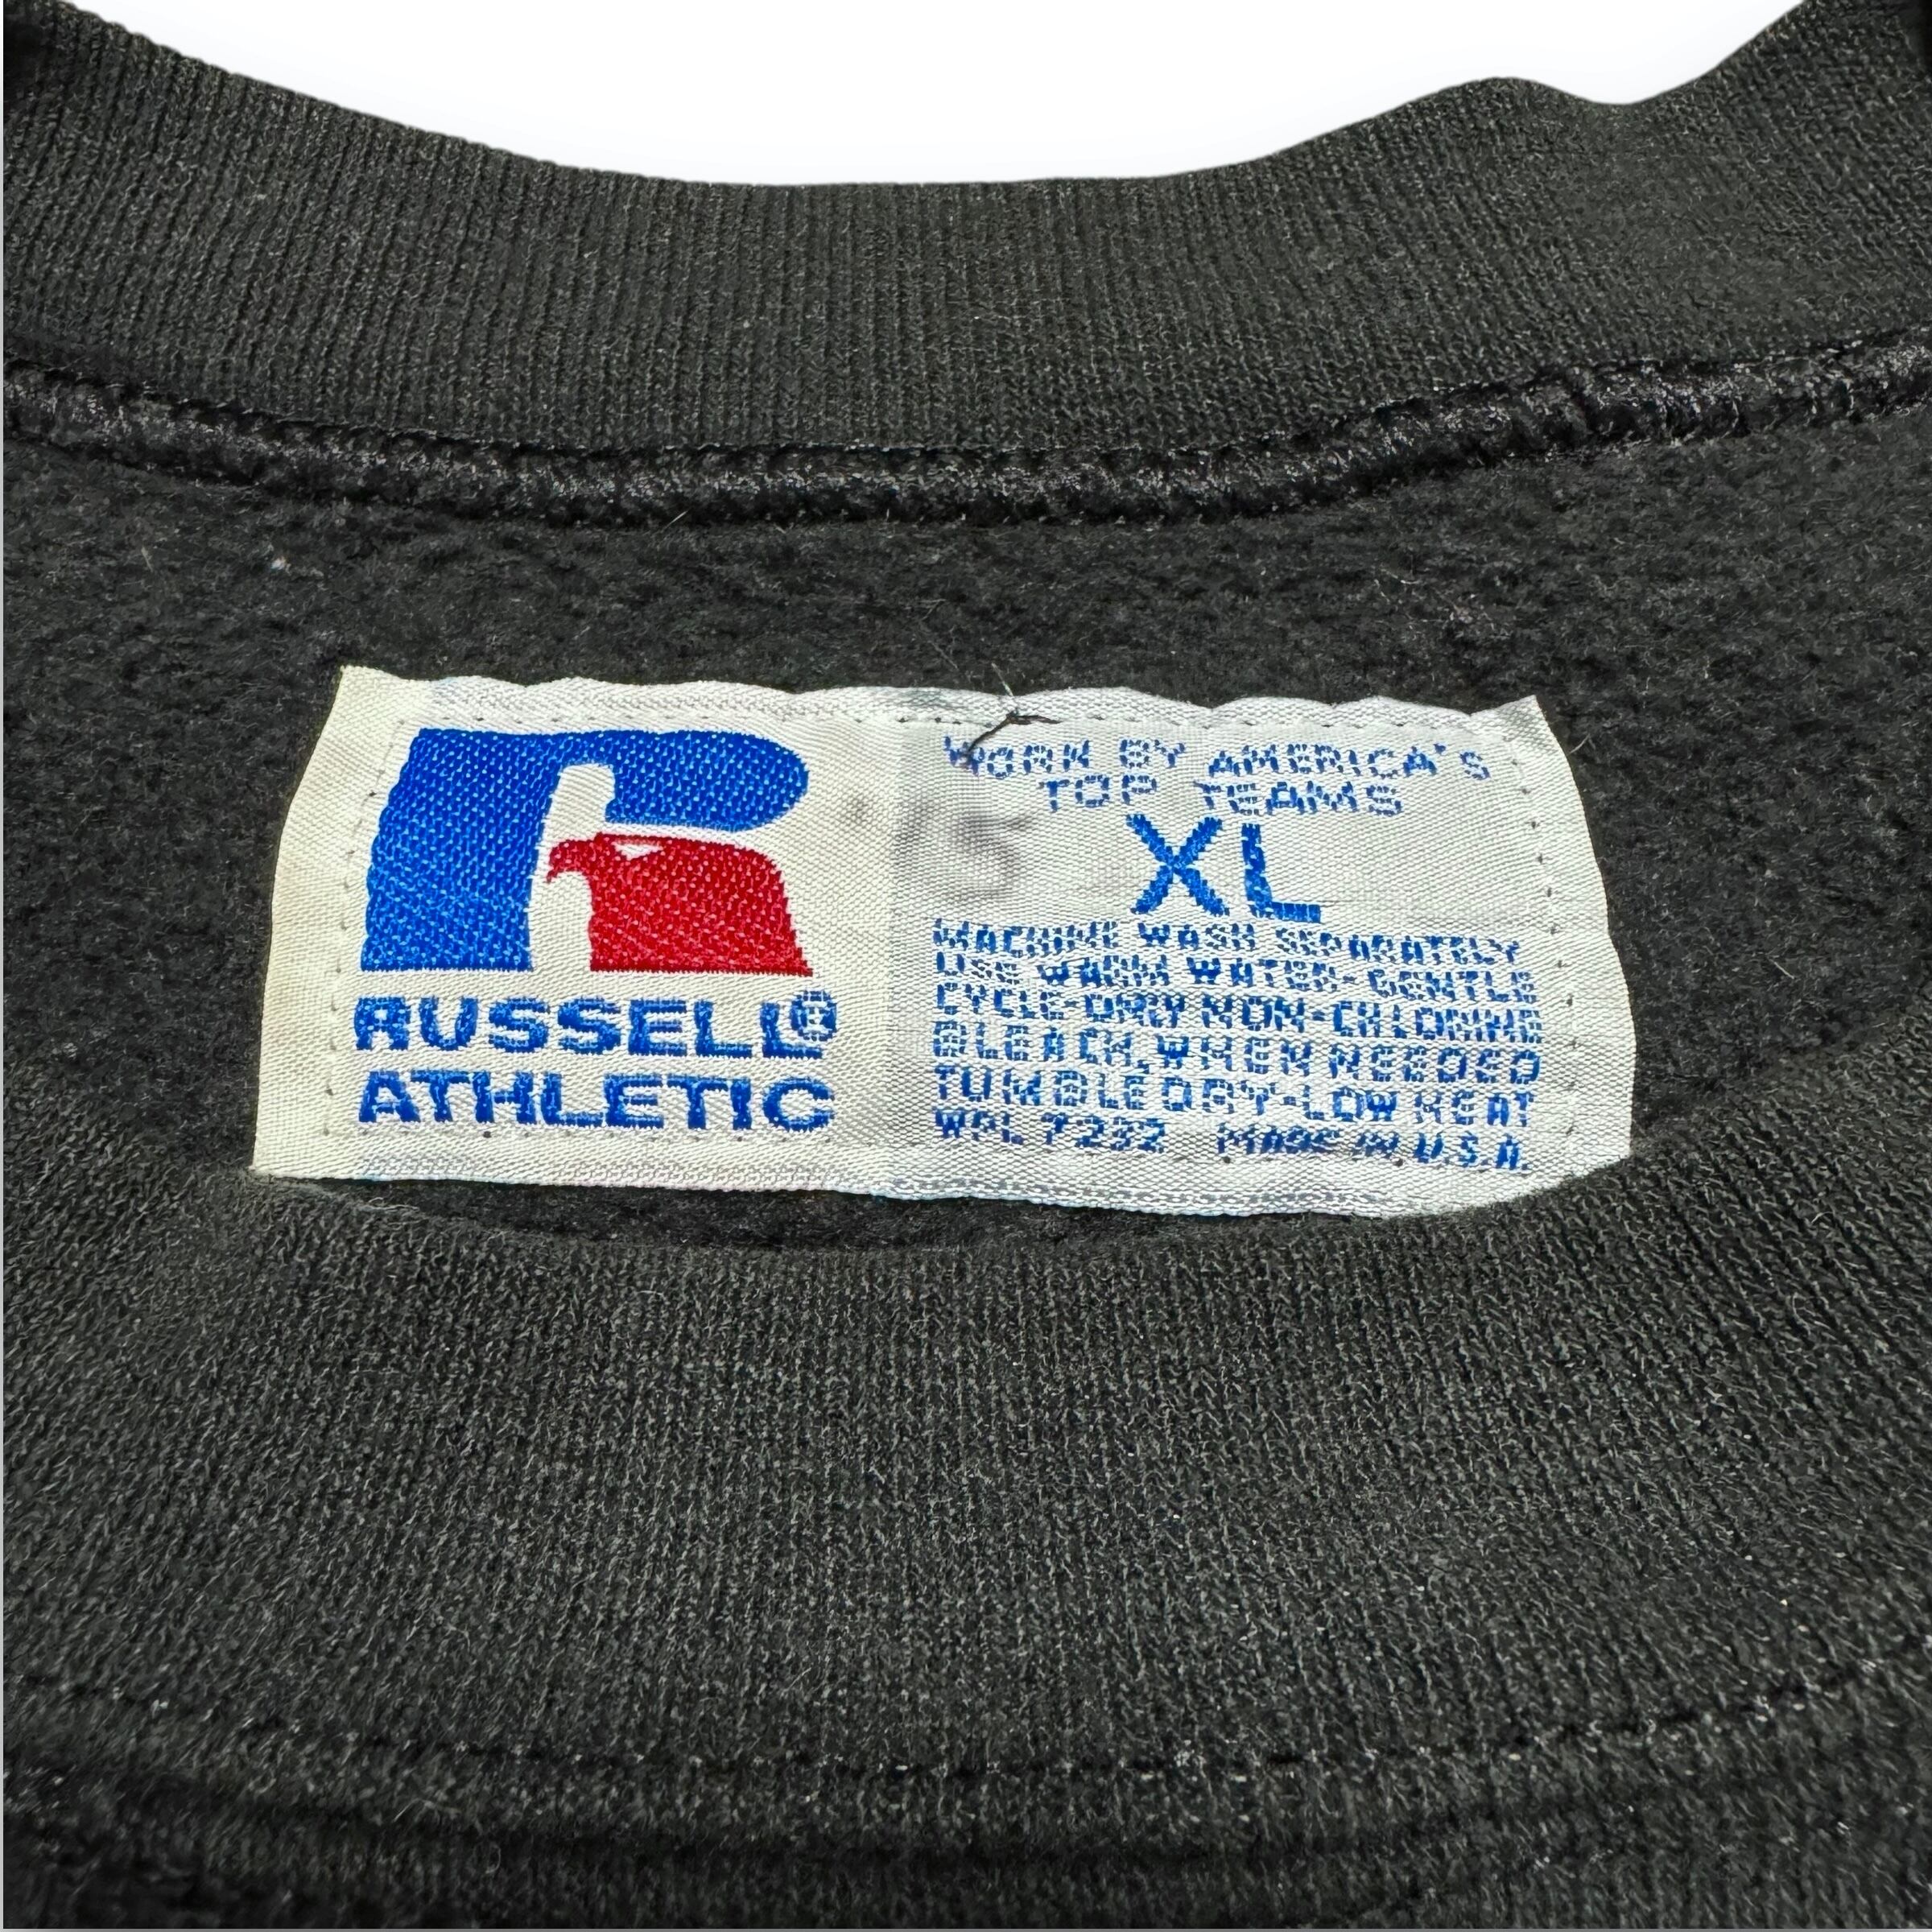 RUSSELL®
ATHLETIC
WORN BY AMERICA'S
TOP TEAMS
XL
MACHINE WASH SEPARATELY
USE WARM WATER-GENTLE
CYCLE-ONLY NON-CHLORINE
BLEACH, WHEN NEEDED
TUMBLE DRY-LOW HEAT
WPL 7232 MADE IN U.S.A.